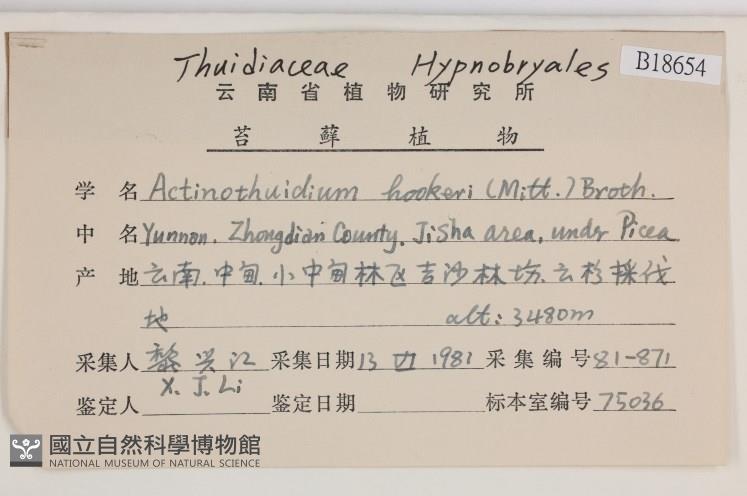 Thuidiaceae Hypnobryales
B18654
云南省植物研究所
苔藓植物
学名 Actinothuidium hookeri (Mitt.) Broth.
中名 Yunnan, Zhongdian County, Jisha area, under Picea
产地 云南.中甸.小中甸林区吉沙林场.云杉採伐
地 alt: 3480m
采集人 黎兴江 采集日期 13 VI 1981 采集编号 81-871
X. J. Li
鉴定人 鉴定日期 标本室编号 75036
國立自然科學博物館
NATIONAL MUSEUM OF NATURAL SCIENCE